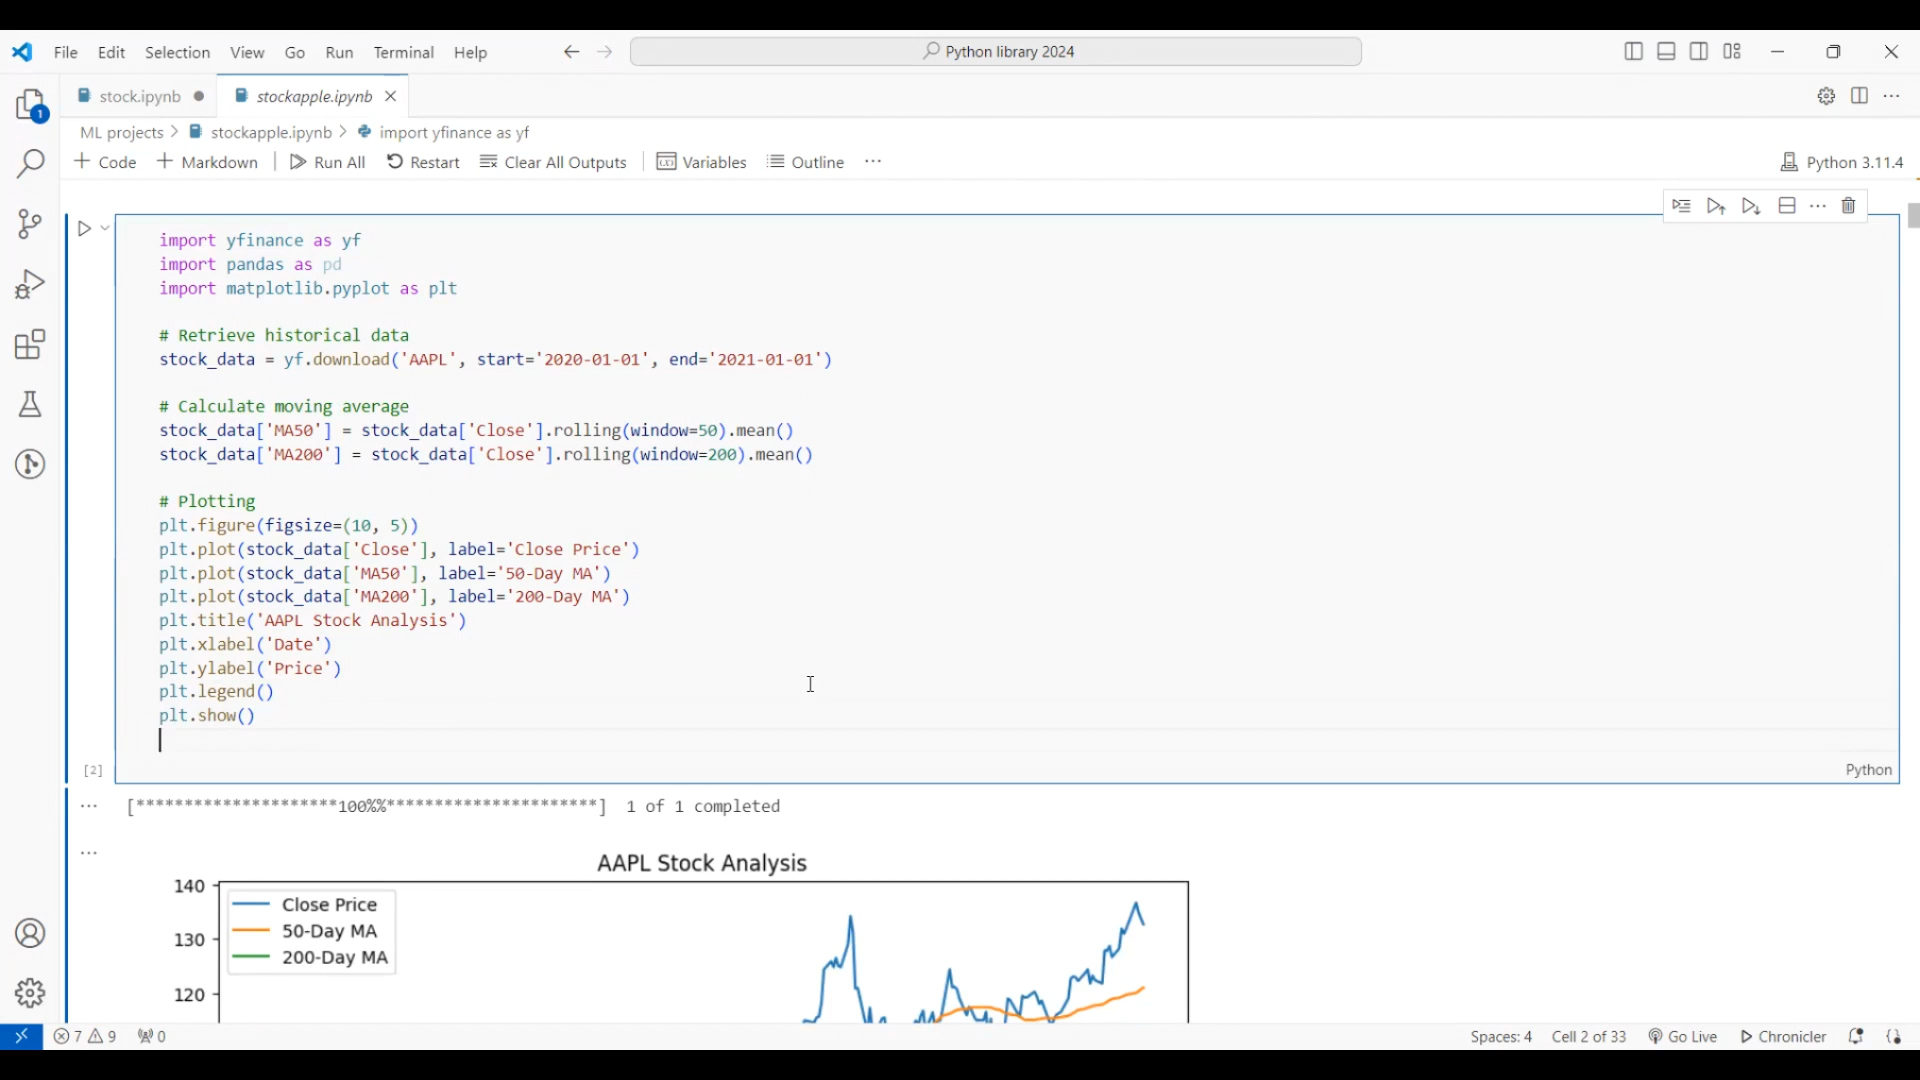 File Edit Selection View Go Run Terminal Help Python library 2024
stock.ipynb stockapple.ipynb
ML projects > stockapple.ipynb > import yfinance as yf
+ Code + Markdown | Run All Restart Clear All Outputs | Variables Outline ... Python 3.11.4
1
import yfinance as yf
import pandas as pd
import matplotlib.pyplot as plt
# Retrieve historical data
stock_data = yf.download('AAPL', start='2020-01-01', end='2021-01-01')
# Calculate moving average
stock_data['MA50'] = stock_data['Close'].rolling(window=50).mean()
stock_data['MA200'] = stock_data['Close'].rolling(window=200).mean()
# Plotting
plt.figure(figsize=(10, 5))
plt.plot(stock_data['Close'], label='Close Price')
plt.plot(stock_data['MA50'], label='50-Day MA')
plt.plot(stock_data['MA200'], label='200-Day MA')
plt.title('AAPL Stock Analysis')
plt.xlabel('Date')
plt.ylabel('Price')
plt.legend()
plt.show()
[2] Python
[*********************100%%**********************] 1 of 1 completed
AAPL Stock Analysis
140
Close Price
130
50-Day MA
200-Day MA
120
7 9 0 Spaces: 4 Cell 2 of 33 Go Live Chronicler